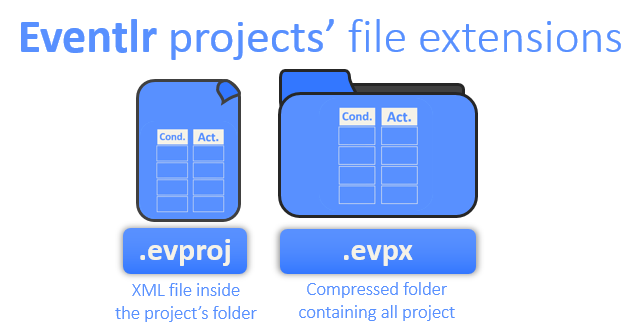 Eventlr projects’ file extensions
Cond. Act.
Cond. Act.
.evproj
.evpx
XML file inside
the project’s folder
Compressed folder
containing all project